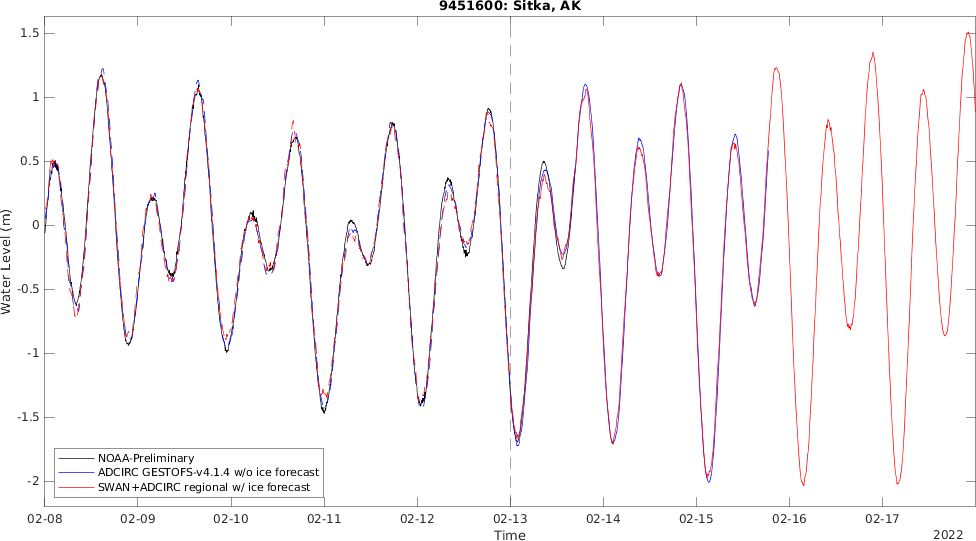 9451600: Sitka, AK
1.5
1
0.5
0
-0.5
-1
-1.5
-2
Water Level (m)
NOAA-Preliminary
ADCIRC GESTOFS-v4.1.4 w/o ice forecast
SWAN+ADCIRC regional w/ ice forecast
02-08 02-09 02-10 02-11 02-12 02-13 02-14 02-15 02-16 02-17
Time
2022